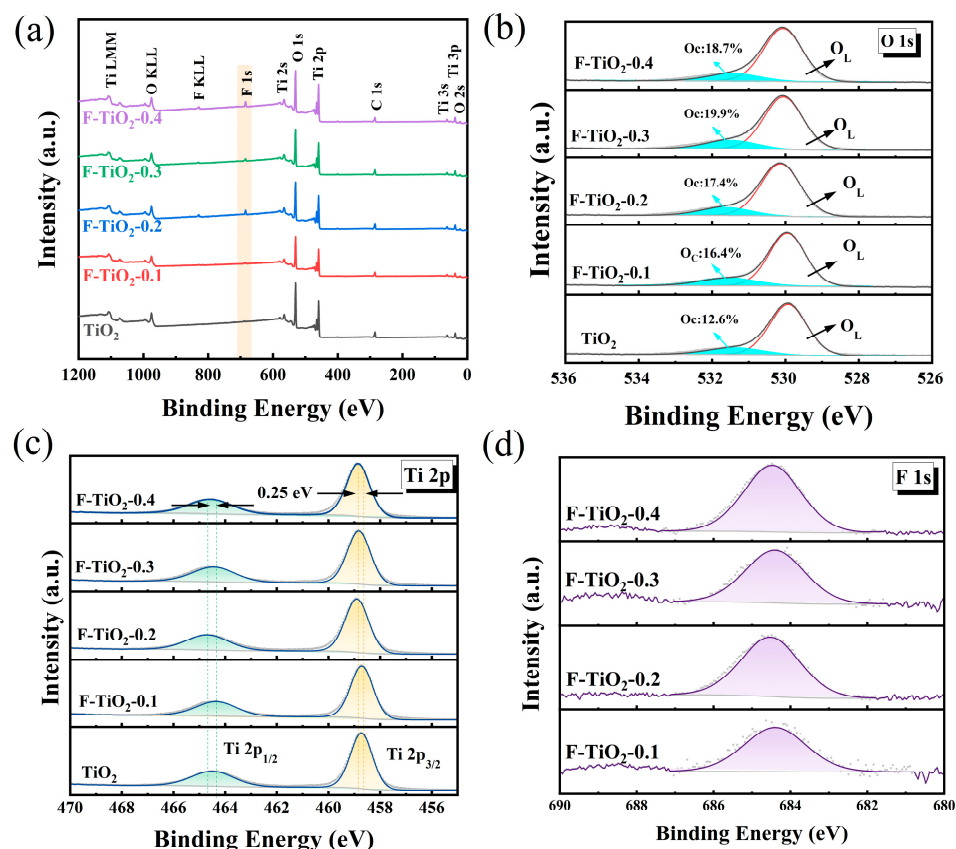 (a)
Ti LMM
O KLL
F KLL
F 1s
Ti 2s
O 1s
Ti 2p
C 1s
Ti 3s
Ti 3p
O 2s
F-TiO₂-0.4
F-TiO₂-0.3
F-TiO₂-0.2
F-TiO₂-0.1
TiO₂
Intensity (a.u.)
1200 1000 800 600 400 200 0
Binding Energy (eV)
(b)
O 1s
F-TiO₂-0.4
Oc:18.7%
O_L
F-TiO₂-0.3
Oc:19.9%
O_L
F-TiO₂-0.2
Oc:17.4%
O_L
F-TiO₂-0.1
O_C:16.4%
O_L
TiO₂
Oc:12.6%
O_L
Intensity (a.u.)
536 534 532 530 528 526
Binding Energy (eV)
(c)
Ti 2p
F-TiO₂-0.4
0.25 eV
F-TiO₂-0.3
F-TiO₂-0.2
F-TiO₂-0.1
TiO₂
Ti 2p₁/₂
Ti 2p₃/₂
Intensity (a.u.)
470 468 466 464 462 460 458 455
Binding Energy (eV)
(d)
F 1s
F-TiO₂-0.4
F-TiO₂-0.3
F-TiO₂-0.2
F-TiO₂-0.1
Intensity (a.u.)
690 688 686 684 682 680
Binding Energy (eV)